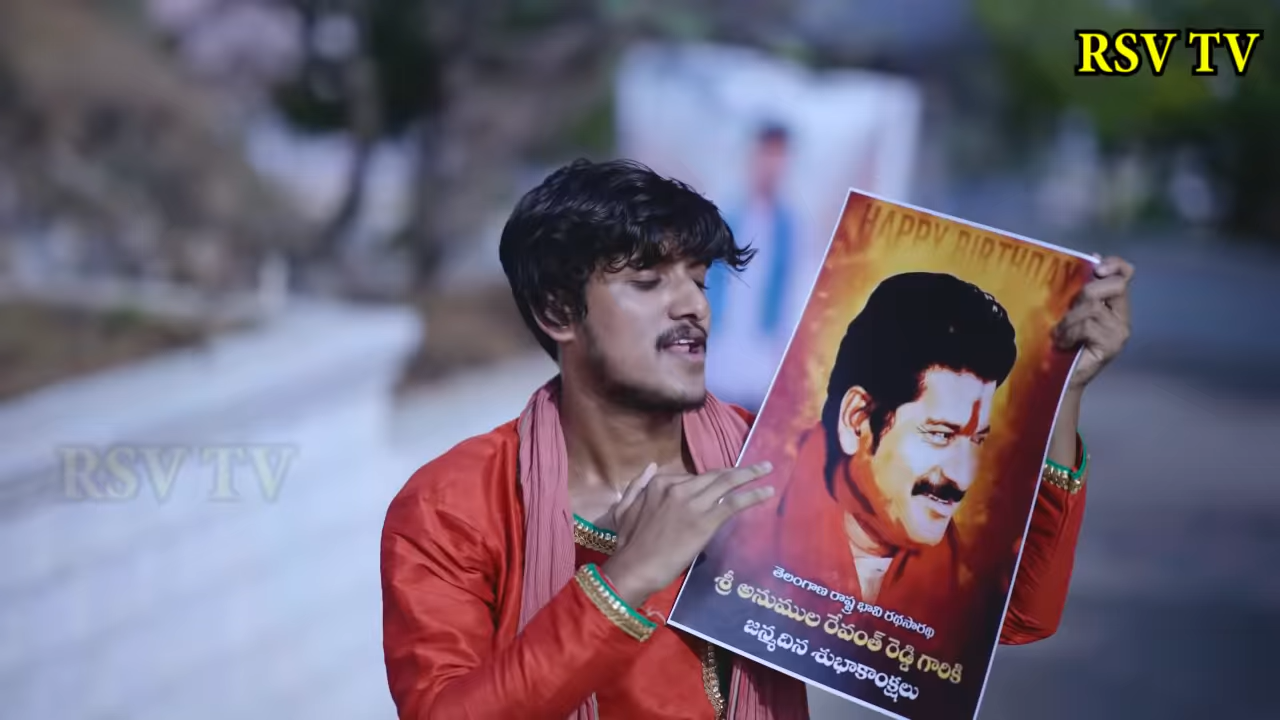 RSV TV
HAPPY BIRTHDAY
RSV TV
తెలంగాణ రాష్ట్ర భావి రథసారథి
శ్రీ అనుముల రేవంత్ రెడ్డి గారికి
జన్మదిన శుభాకాంక్షలు